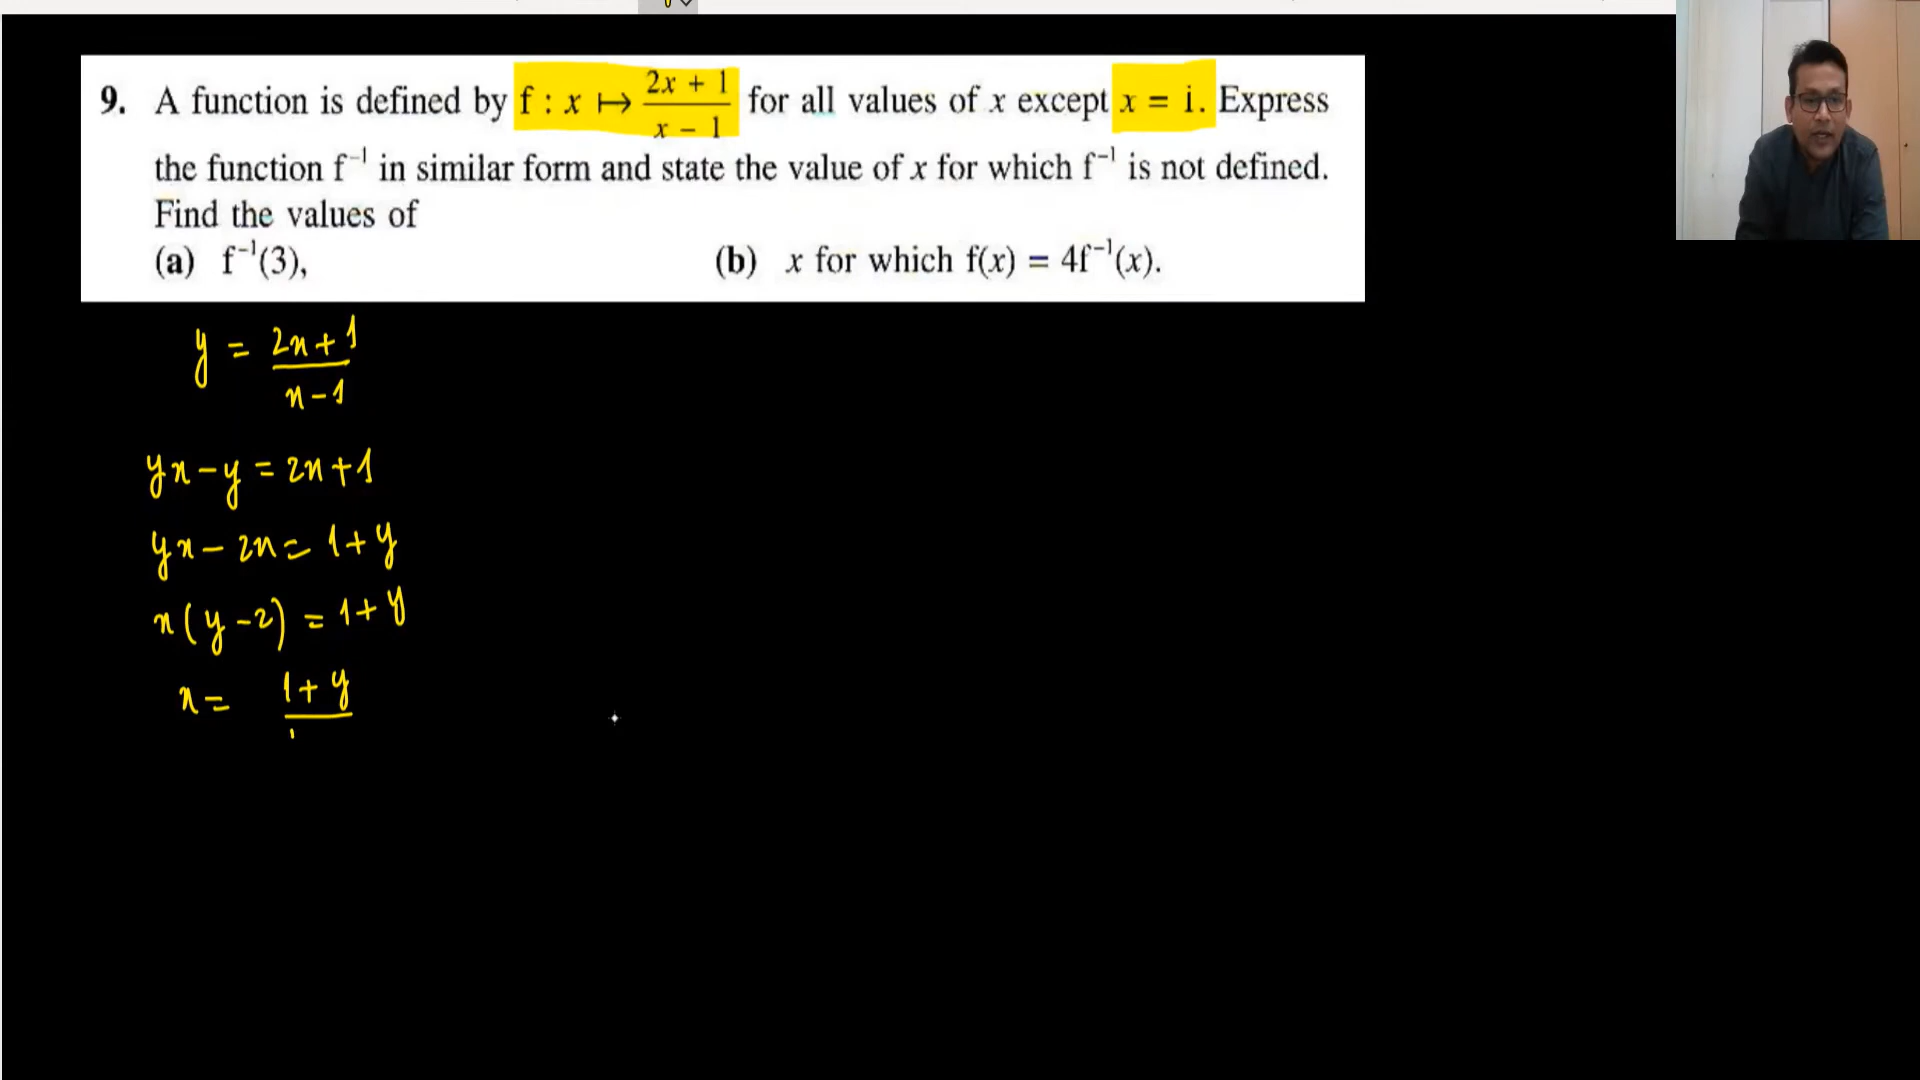 9. A function is defined by f : x ↦ (2x + 1)/(x − 1) for all values of x except x = i. Express
the function f⁻¹ in similar form and state the value of x for which f⁻¹ is not defined.
Find the values of
(a) f⁻¹(3), (b) x for which f(x) = 4f⁻¹(x).
y = (2x+1)/(x-1)
yx-y=2x+1
yx-2x=1+y
x(y-2)=1+y
x= 1+y